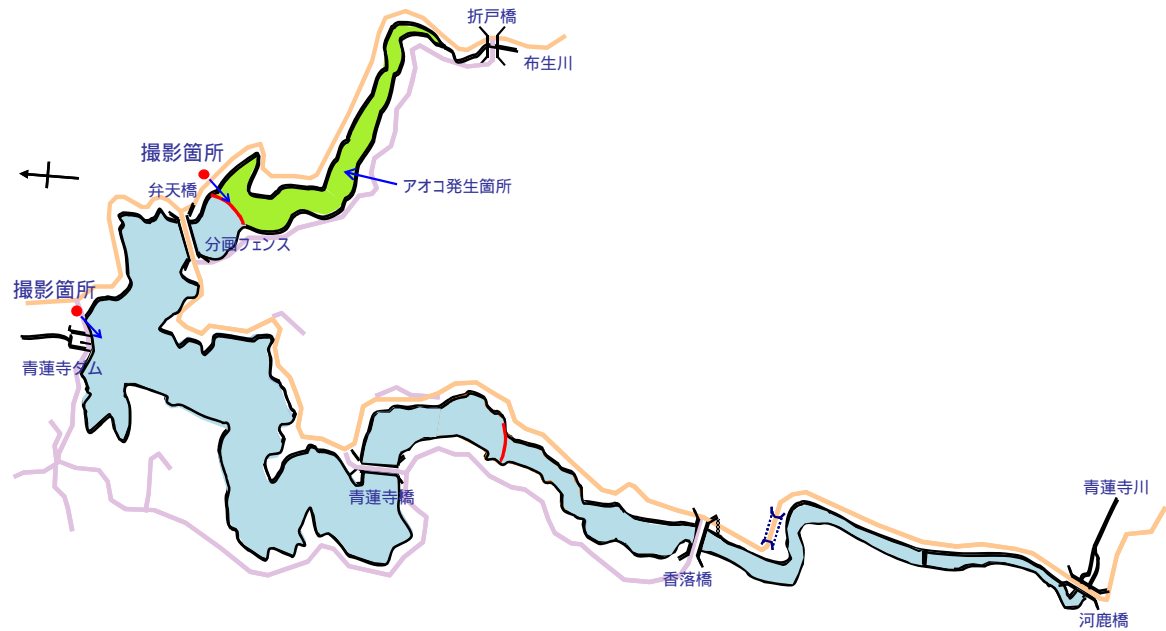 折戸橋
布生川
撮影箇所
弁天橋
アオコ発生箇所
分画フェンス
撮影箇所
青蓮寺ダム
青蓮寺橋
青蓮寺川
香落橋
河鹿橋